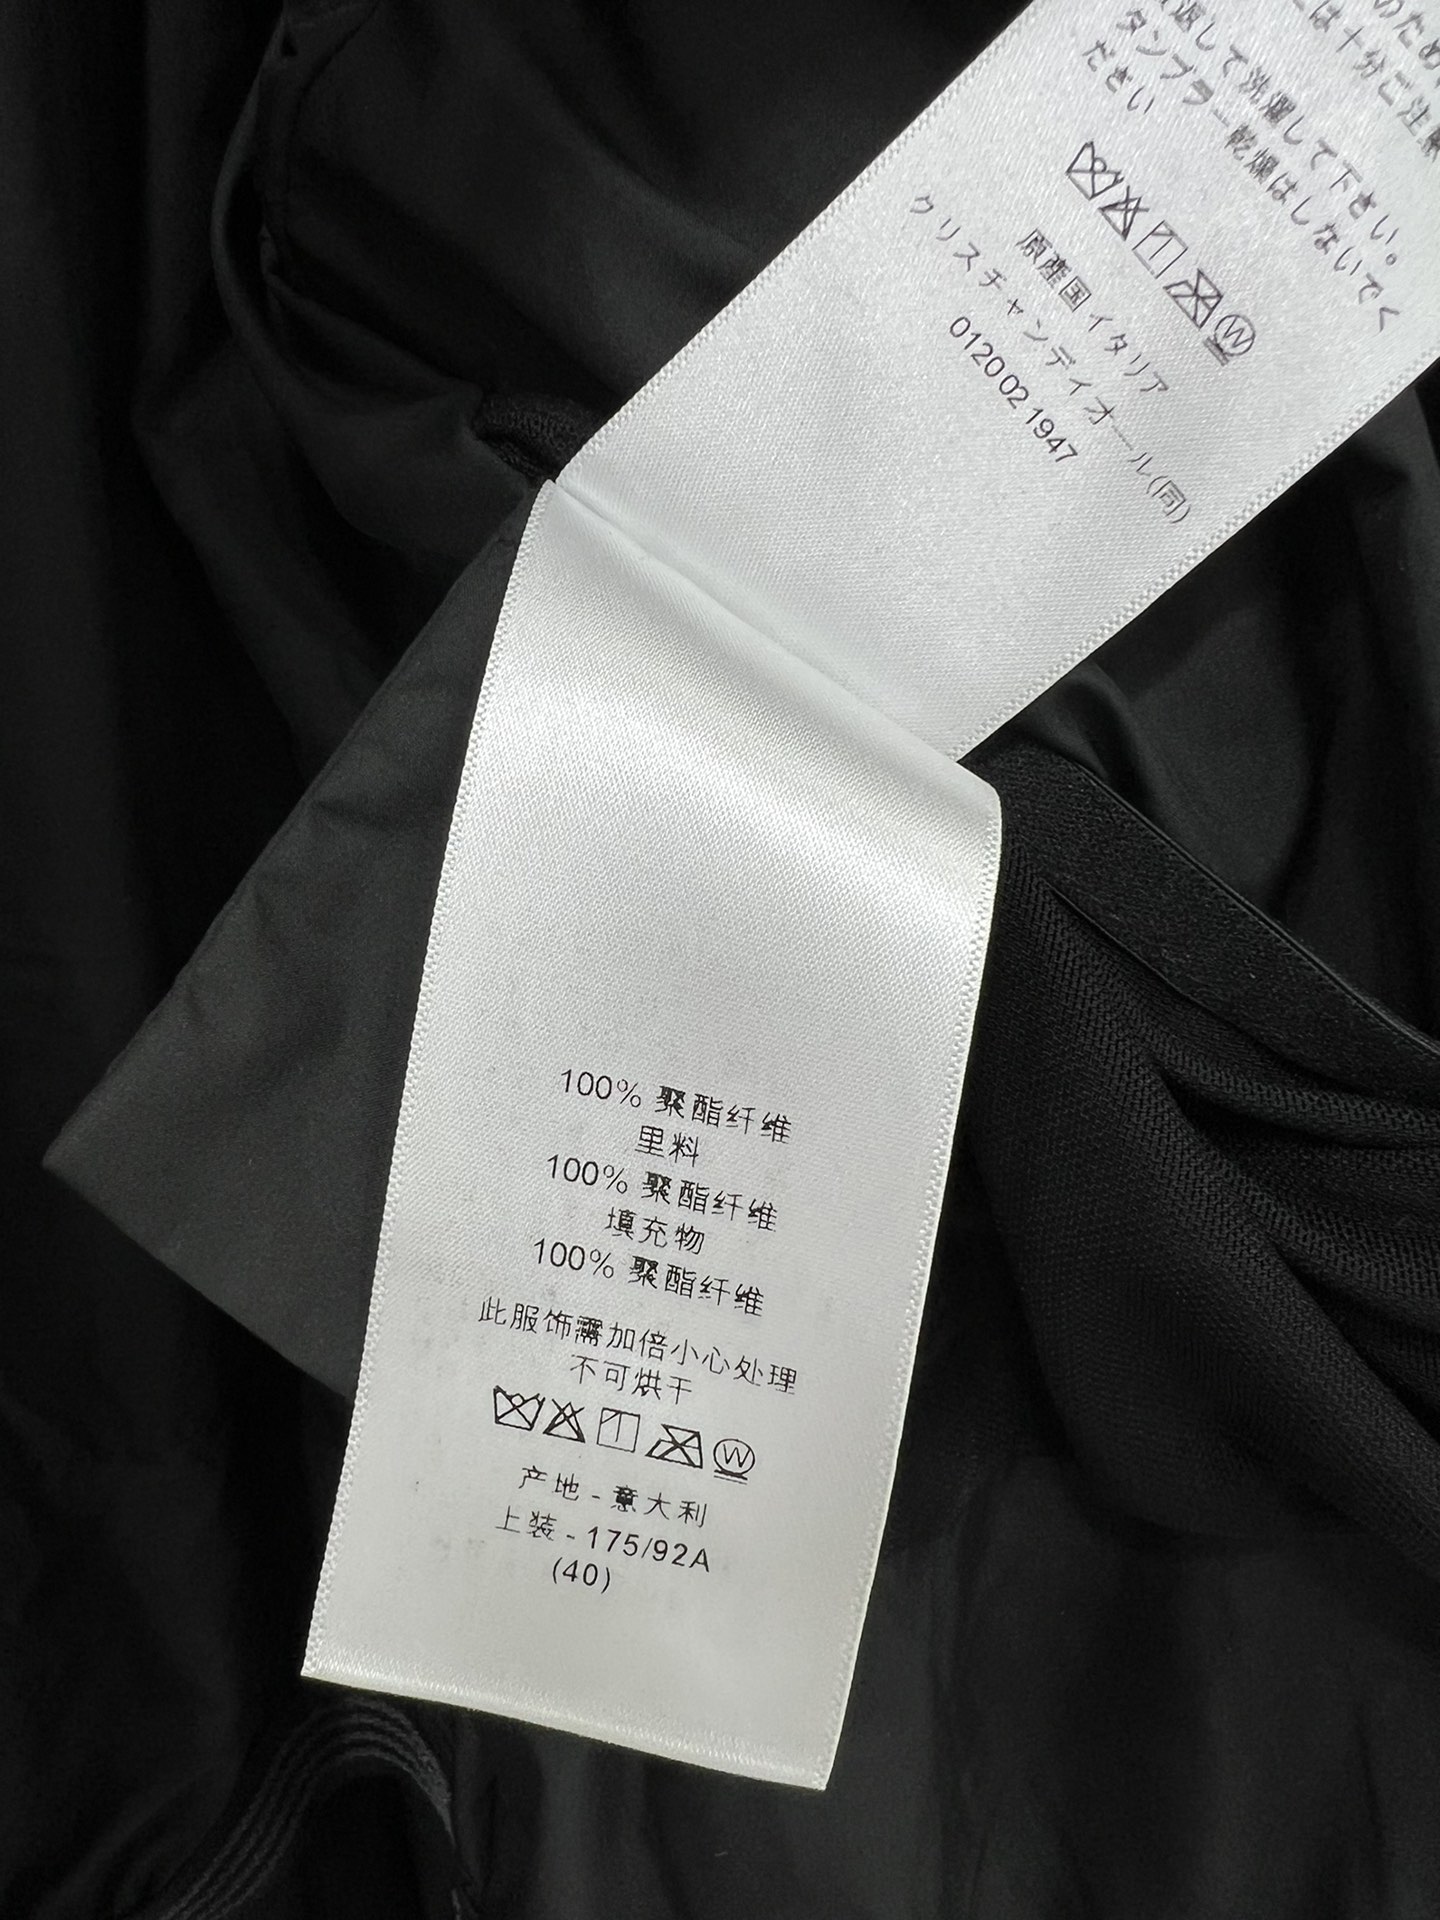 のため
は十分ご注意
返して洗濯して下さい。
タンブラー乾燥はしないでく
ださい
W
原産国イタリア
クリスチャンディオール(同)
0120 02 1947
100% 聚酯纤维
里料
100% 聚酯纤维
填充物
100% 聚酯纤维
此服饰需加倍小心处理
不可烘干
W
产地 - 意大利
上装 - 175/92A
(40)